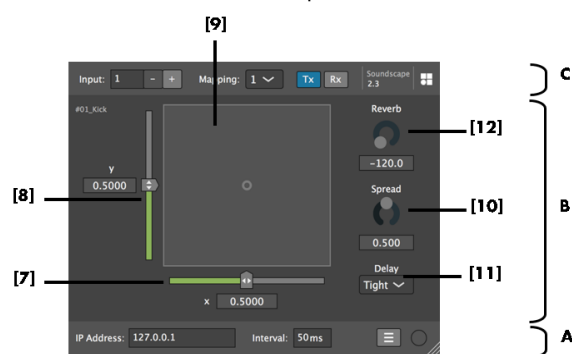 [9]
Input: 1 - + Mapping: 1 Tx Rx Soundscape 2.3
C
#01_Kick
Reverb
[12]
-120.0
y
0.5000
[8]
Spread
[10]
0.500
B
[7]
Delay
[11]
Tight
x 0.5000
IP Address: 127.0.0.1 Interval: 50ms
A